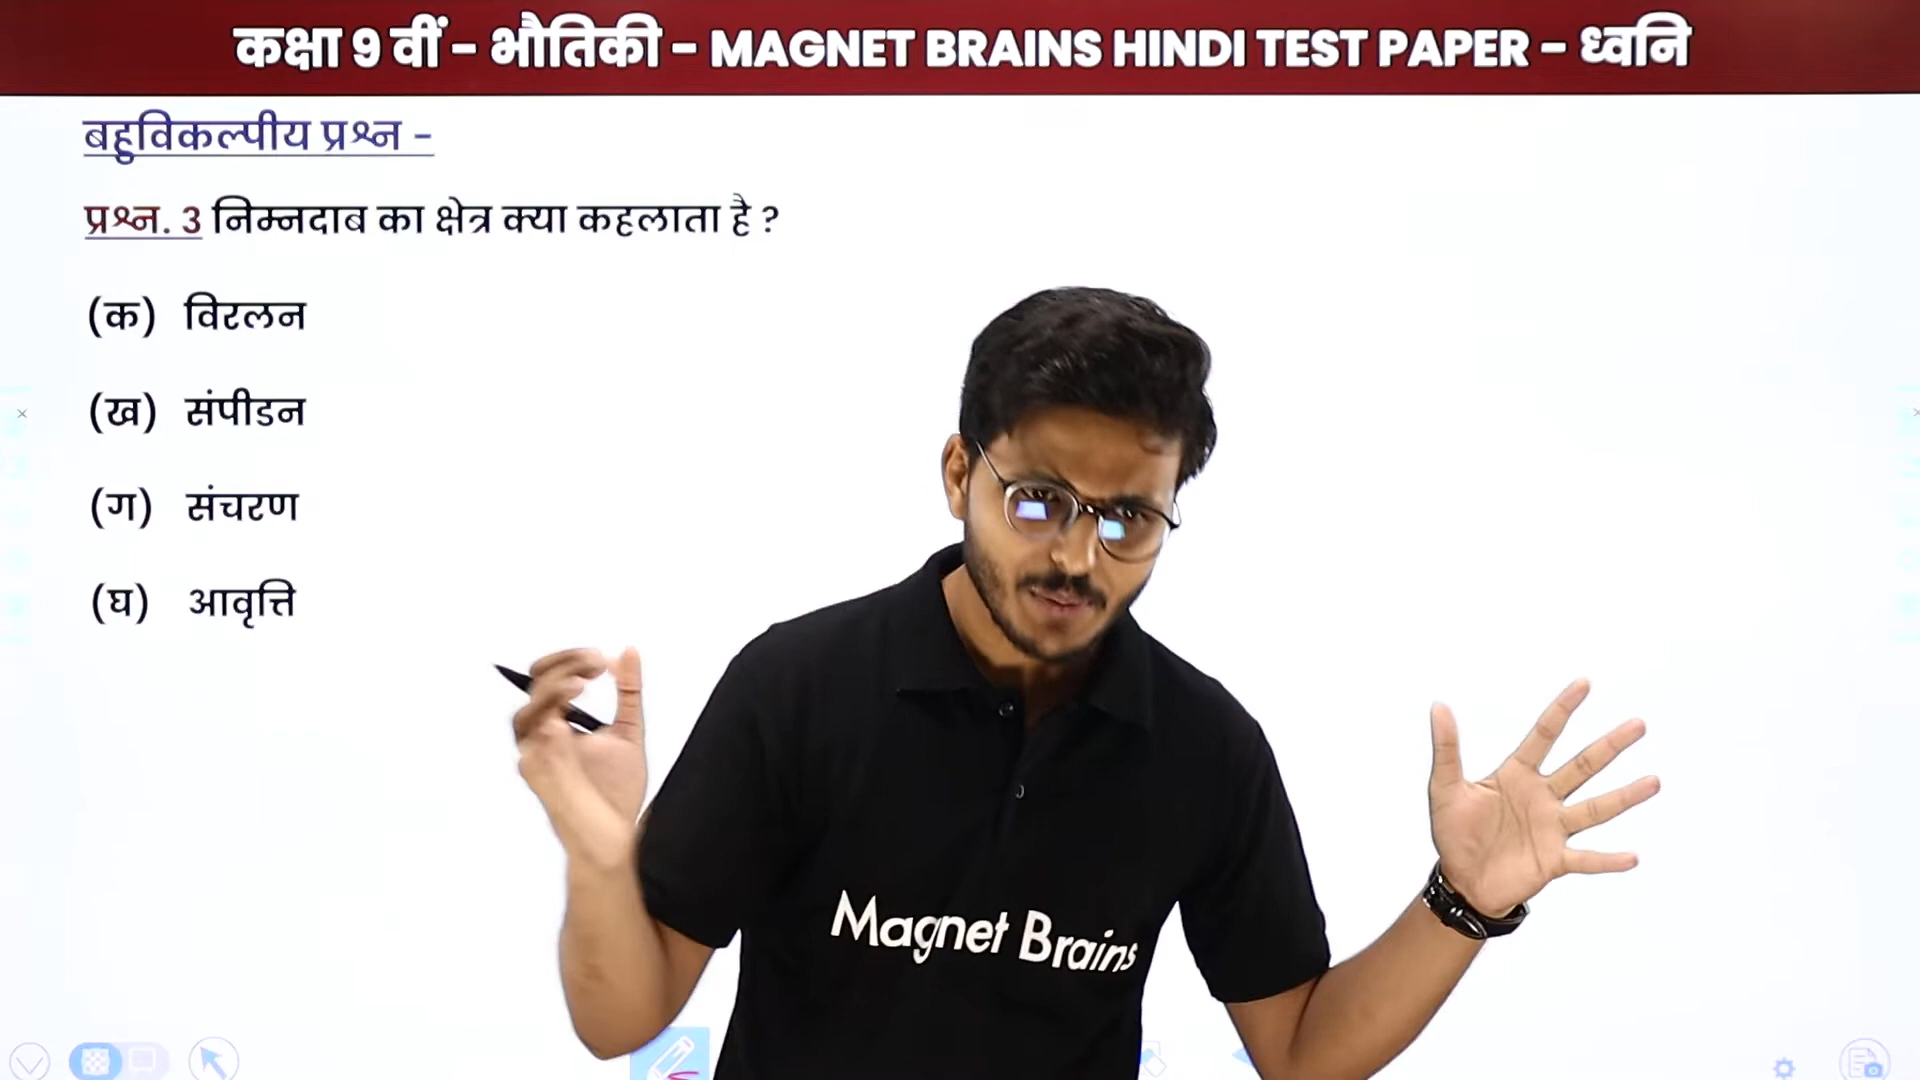 कक्षा 9 वीं - भौतिकी - MAGNET BRAINS HINDI TEST PAPER - ध्वनि
बहुविकल्पीय प्रश्न -
प्रश्न. 3 निम्नदाब का क्षेत्र क्या कहलाता है ?
(क) विरलन
(ख) संपीडन
(ग) संचरण
(घ) आवृत्ति
Magnet Brains